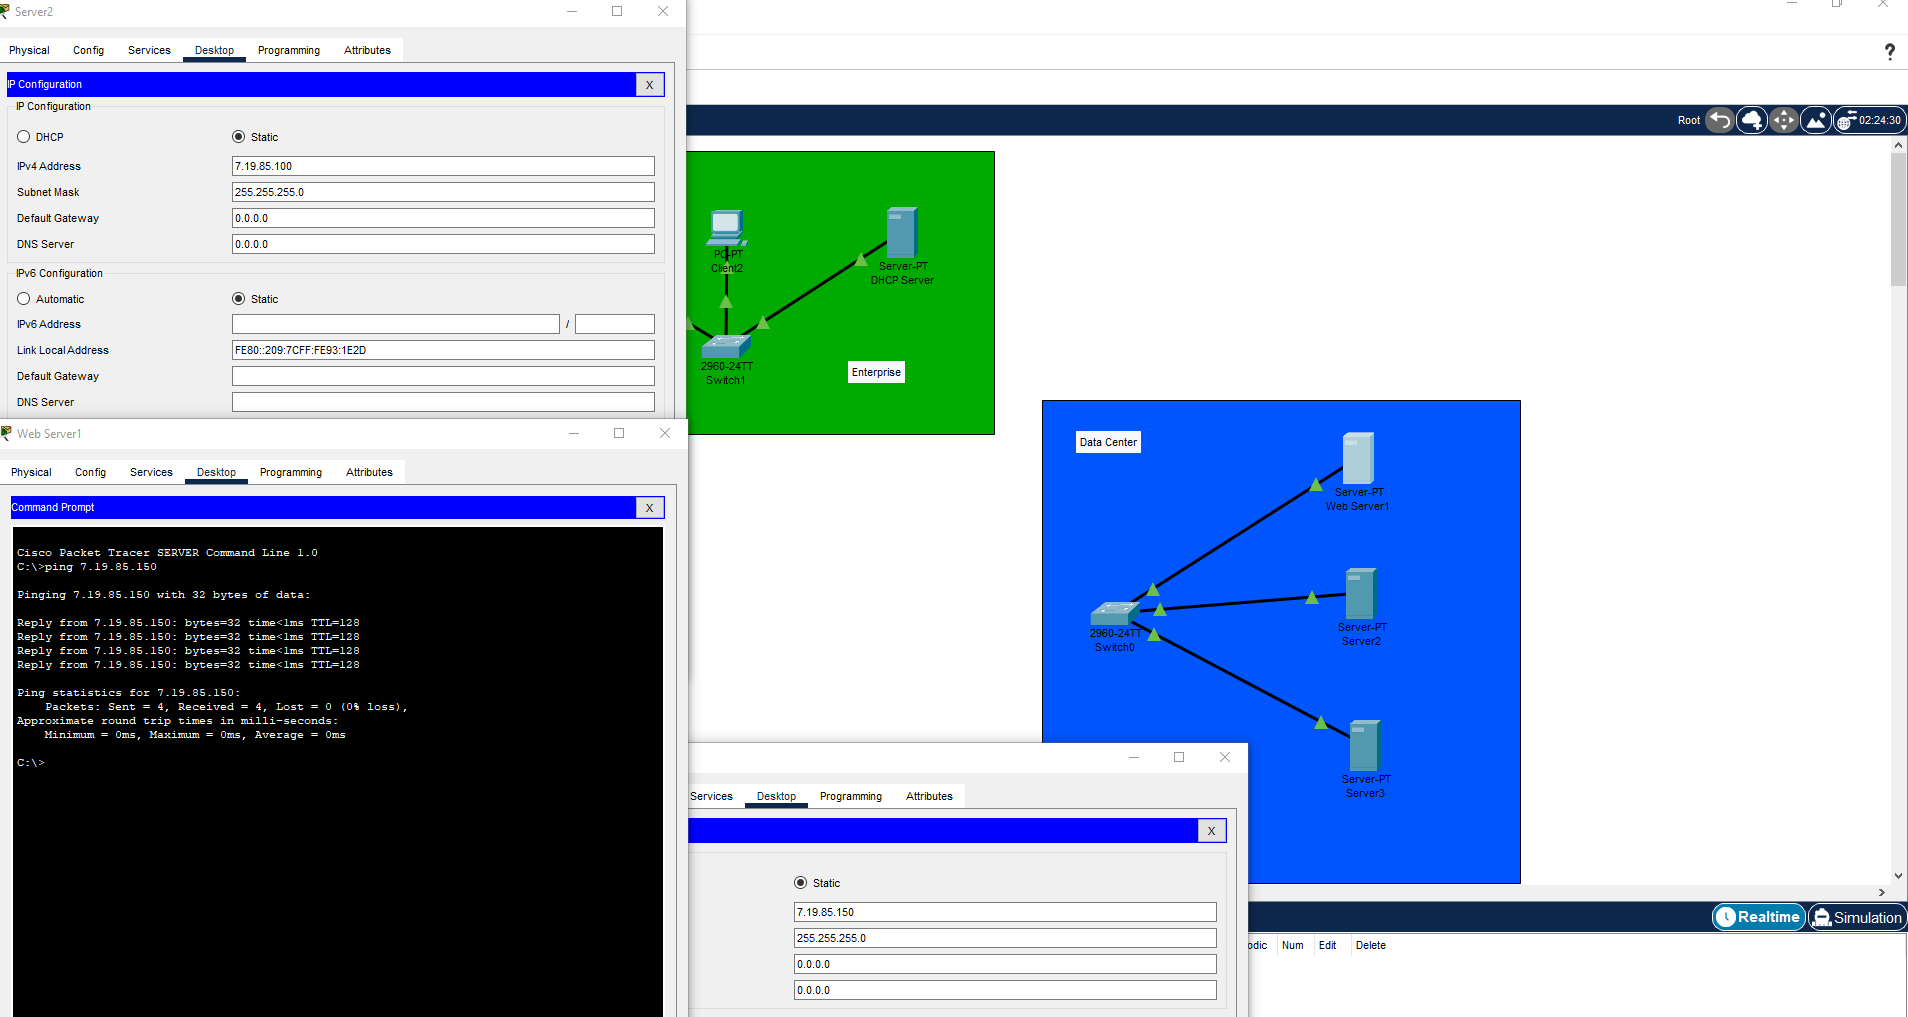 Server2
Physical Config Services Desktop Programming Attributes
IP Configuration X
IP Configuration
DHCP Static
IPv4 Address 7.19.85.100
Subnet Mask 255.255.255.0
Default Gateway 0.0.0.0
DNS Server 0.0.0.0
IPv6 Configuration
Automatic Static
IPv6 Address /
Link Local Address FE80::209:7CFF:FE93:1E2D
Default Gateway
DNS Server
Web Server1
Physical Config Services Desktop Programming Attributes
Command Prompt X
Cisco Packet Tracer SERVER Command Line 1.0
C:\>ping 7.19.85.150
Pinging 7.19.85.150 with 32 bytes of data:
Reply from 7.19.85.150: bytes=32 time<1ms TTL=128
Reply from 7.19.85.150: bytes=32 time<1ms TTL=128
Reply from 7.19.85.150: bytes=32 time<1ms TTL=128
Reply from 7.19.85.150: bytes=32 time<1ms TTL=128
Ping statistics for 7.19.85.150:
Packets: Sent = 4, Received = 4, Lost = 0 (0% loss),
Approximate round trip times in milli-seconds:
Minimum = 0ms, Maximum = 0ms, Average = 0ms
C:\>
?
Root 02:24:30
PC-PT
Client2
Server-PT
DHCP Server
2960-24TT
Switch1
Enterprise
Data Center
Server-PT
Web Server1
Server-PT
Server2
2960-24TT
Switch0
Server-PT
Server3
Services Desktop Programming Attributes
X
Static
7.19.85.150
255.255.255.0
0.0.0.0
0.0.0.0
Realtime Simulation
odic Num Edit Delete